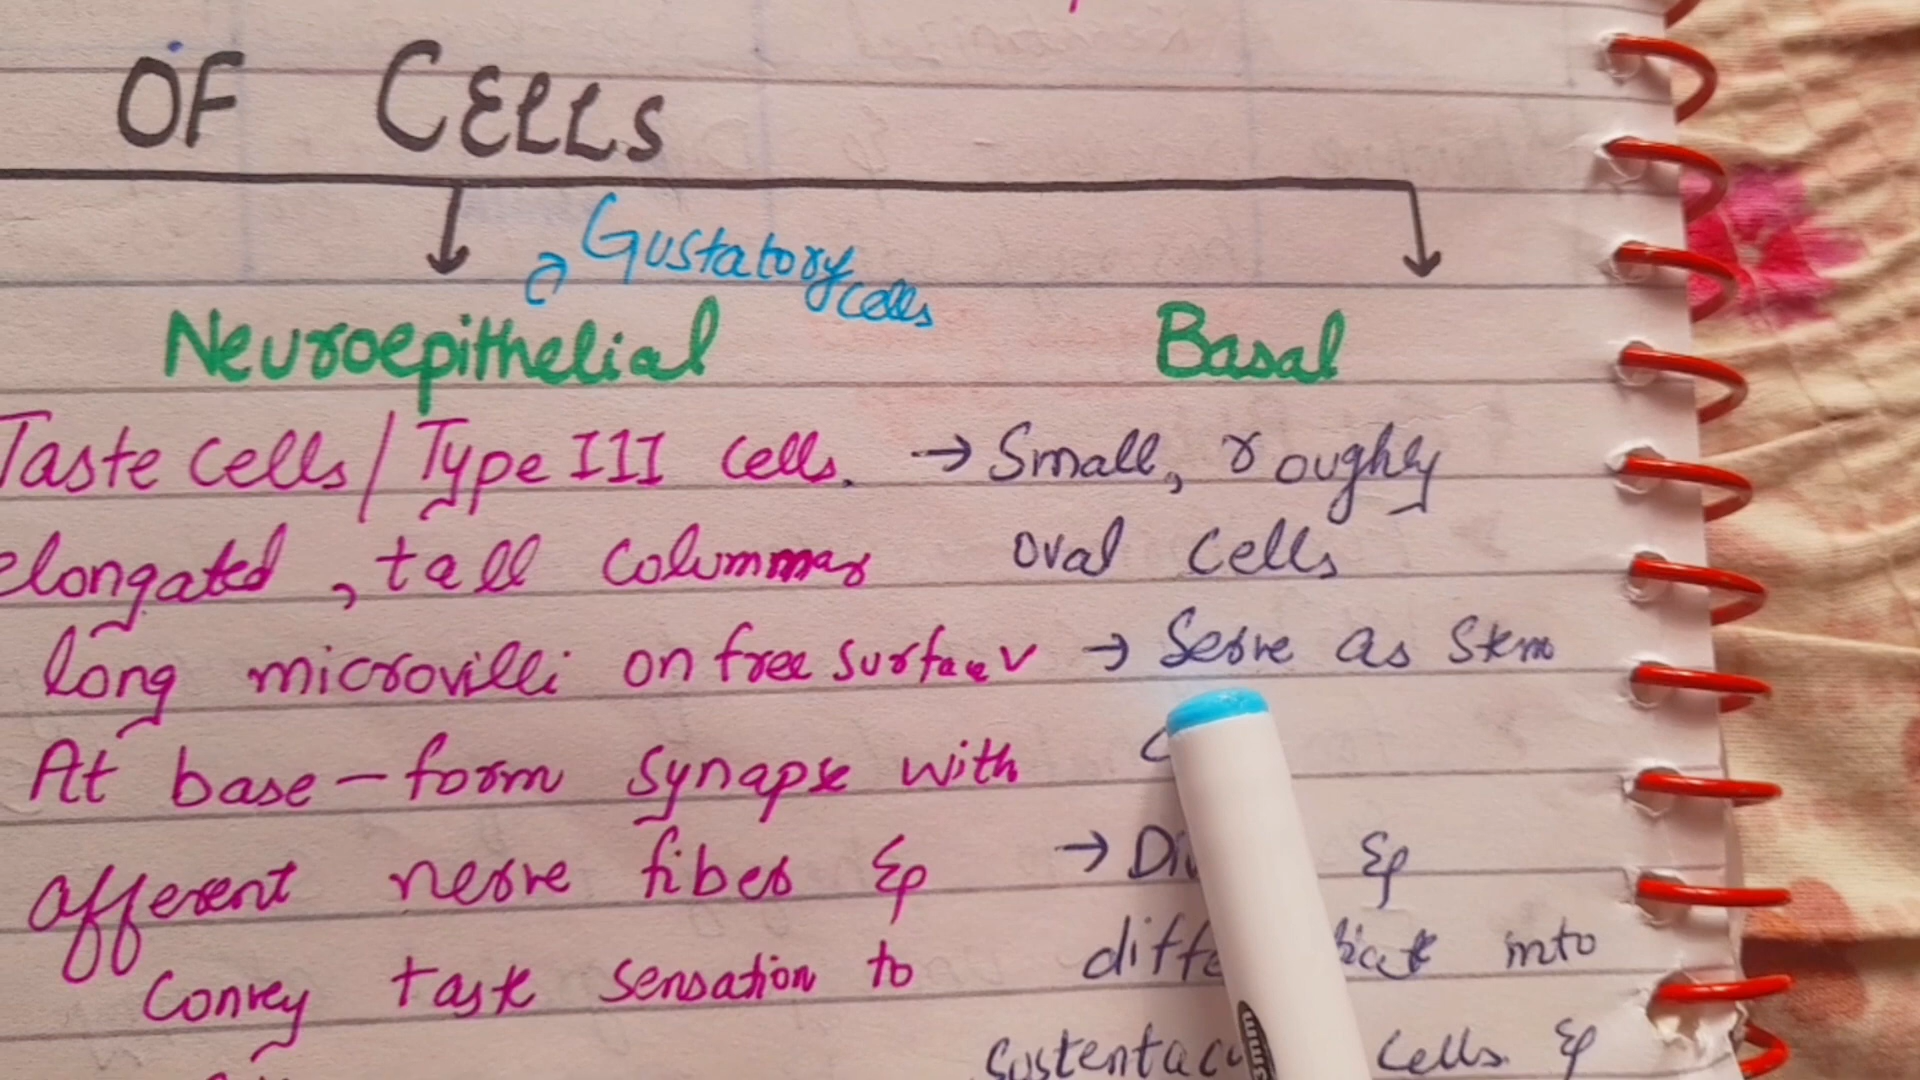 OF CELLS
Gustatory
cells
Neuroepithelial
Taste cells / Type III cells.
elongated, tall columnar
long microvilli on free surface
At base - form synapse with
afferent nerve fibes &
convey taste sensation to
Basal
→ Small, roughly
oval cells
→ Serve as stem
→ &
into
cells &